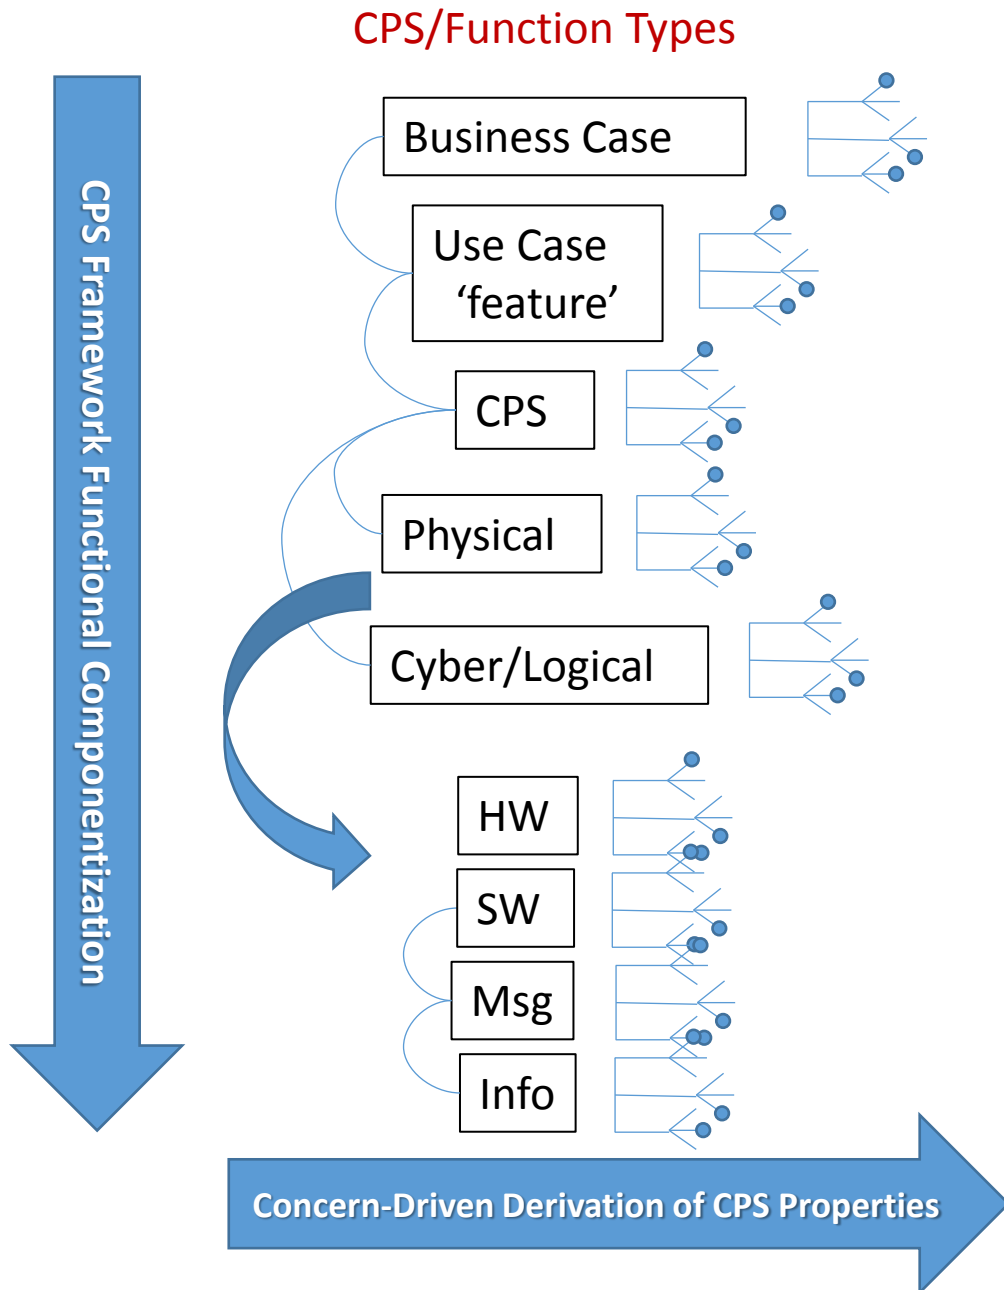 CPS/Function Types
CPS Framework Functional Componentization
Business Case
Use Case
‘feature’
CPS
Physical
Cyber/Logical
HW
SW
Msg
Info
Concern-Driven Derivation of CPS Properties